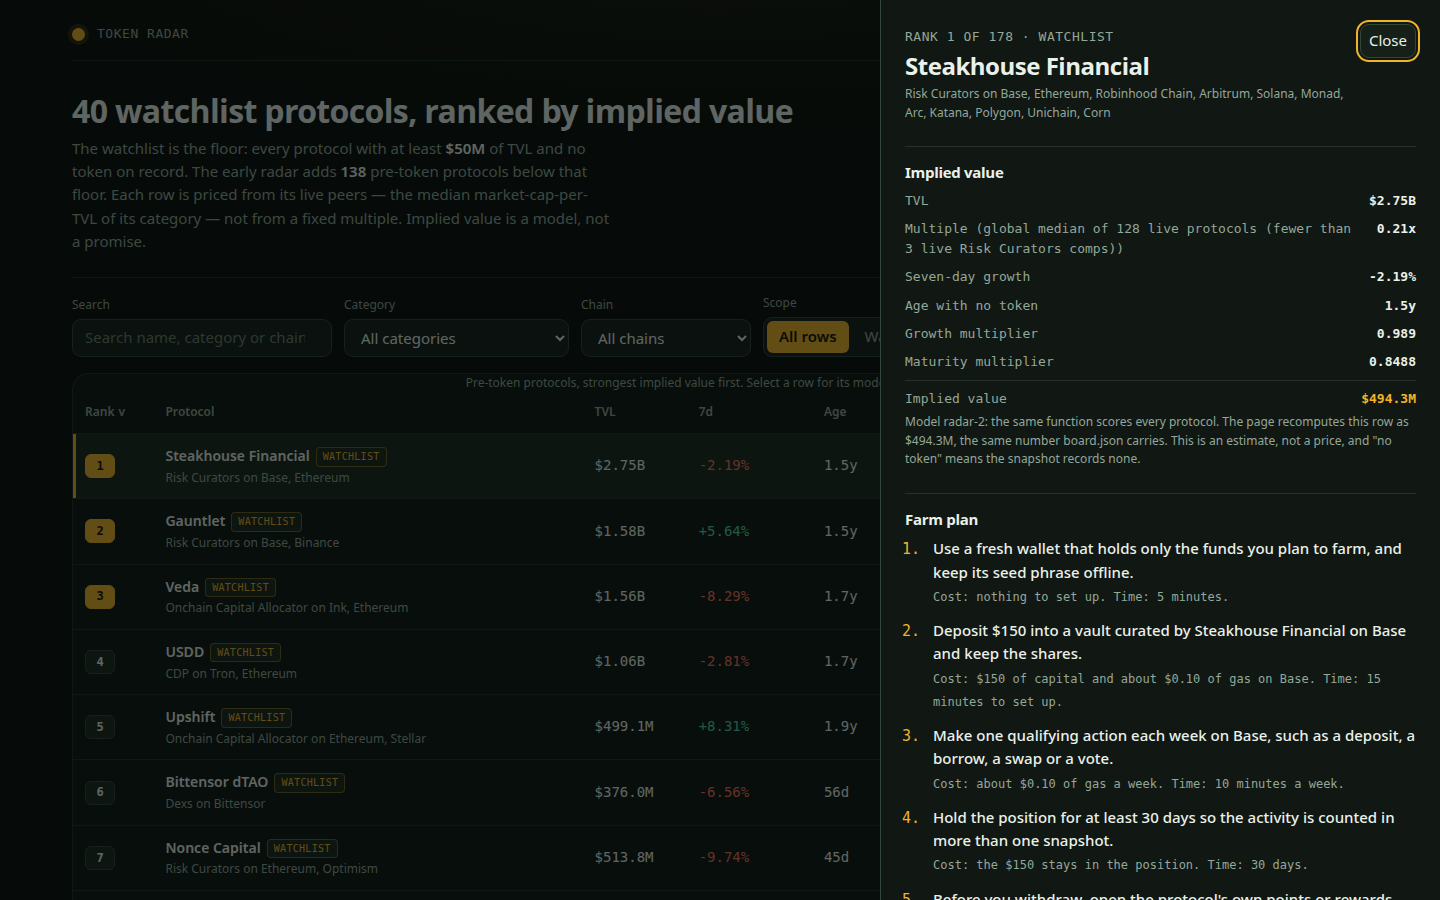 TOKEN RADAR
40 watchlist protocols, ranked by implied value
The watchlist is the floor: every protocol with at least $50M of TVL and no
token on record. The early radar adds 138 pre-token protocols below that
floor. Each row is priced from its live peers — the median market-cap-per-
TVL of its category — not from a fixed multiple. Implied value is a model, not
a promise.
Search
Category
Chain
Scope
Search name, category or chain
All categories
All chains
All rows
Pre-token protocols, strongest implied value first. Select a row for its
Rank v
Protocol
TVL
7d
Age
1
Steakhouse Financial WATCHLIST
Risk Curators on Base, Ethereum
$2.75B
-2.19%
1.5y
2
Gauntlet WATCHLIST
Risk Curators on Base, Binance
$1.58B
+5.64%
1.5y
3
Veda WATCHLIST
Onchain Capital Allocator on Ink, Ethereum
$1.56B
-8.29%
1.7y
4
USDD WATCHLIST
CDP on Tron, Ethereum
$1.06B
-2.81%
1.7y
5
Upshift WATCHLIST
Onchain Capital Allocator on Ethereum, Stellar
$499.1M
+8.31%
1.9y
6
Bittensor dTAO WATCHLIST
Dexs on Bittensor
$376.0M
-6.56%
56d
7
Nonce Capital WATCHLIST
Risk Curators on Ethereum, Optimism
$513.8M
-9.74%
45d
RANK 1 OF 178 · WATCHLIST
Close
Steakhouse Financial
Risk Curators on Base, Ethereum, Robinhood Chain, Arbitrum, Solana, Monad,
Arc, Katana, Polygon, Unichain, Corn
Implied value
TVL $2.75B
Multiple (global median of 128 live protocols (fewer than 0.21x
3 live Risk Curators comps))
Seven-day growth -2.19%
Age with no token 1.5y
Growth multiplier 0.989
Maturity multiplier 0.8488
Implied value $494.3M
Model radar-2: the same function scores every protocol. The page recomputes this row as
$494.3M, the same number board.json carries. This is an estimate, not a price, and "no
token" means the snapshot records none.
Farm plan
1. Use a fresh wallet that holds only the funds you plan to farm, and
keep its seed phrase offline.
Cost: nothing to set up. Time: 5 minutes.
2. Deposit $150 into a vault curated by Steakhouse Financial on Base
and keep the shares.
Cost: $150 of capital and about $0.10 of gas on Base. Time: 15
minutes to set up.
3. Make one qualifying action each week on Base, such as a deposit, a
borrow, a swap or a vote.
Cost: about $0.10 of gas a week. Time: 10 minutes a week.
4. Hold the position for at least 30 days so the activity is counted in
more than one snapshot.
Cost: the $150 stays in the position. Time: 30 days.
5. Before you withdraw, open the protocol's own points or rewards